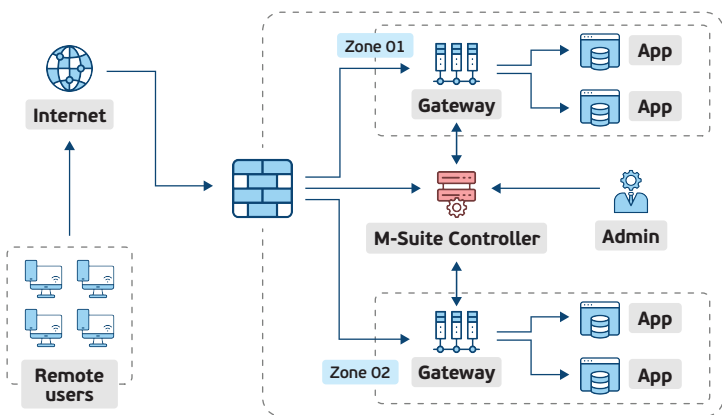 Zone 01
App
Gateway
App
Internet
M-Suite Controller
Admin
App
Zone 02
Gateway
App
Remote
users